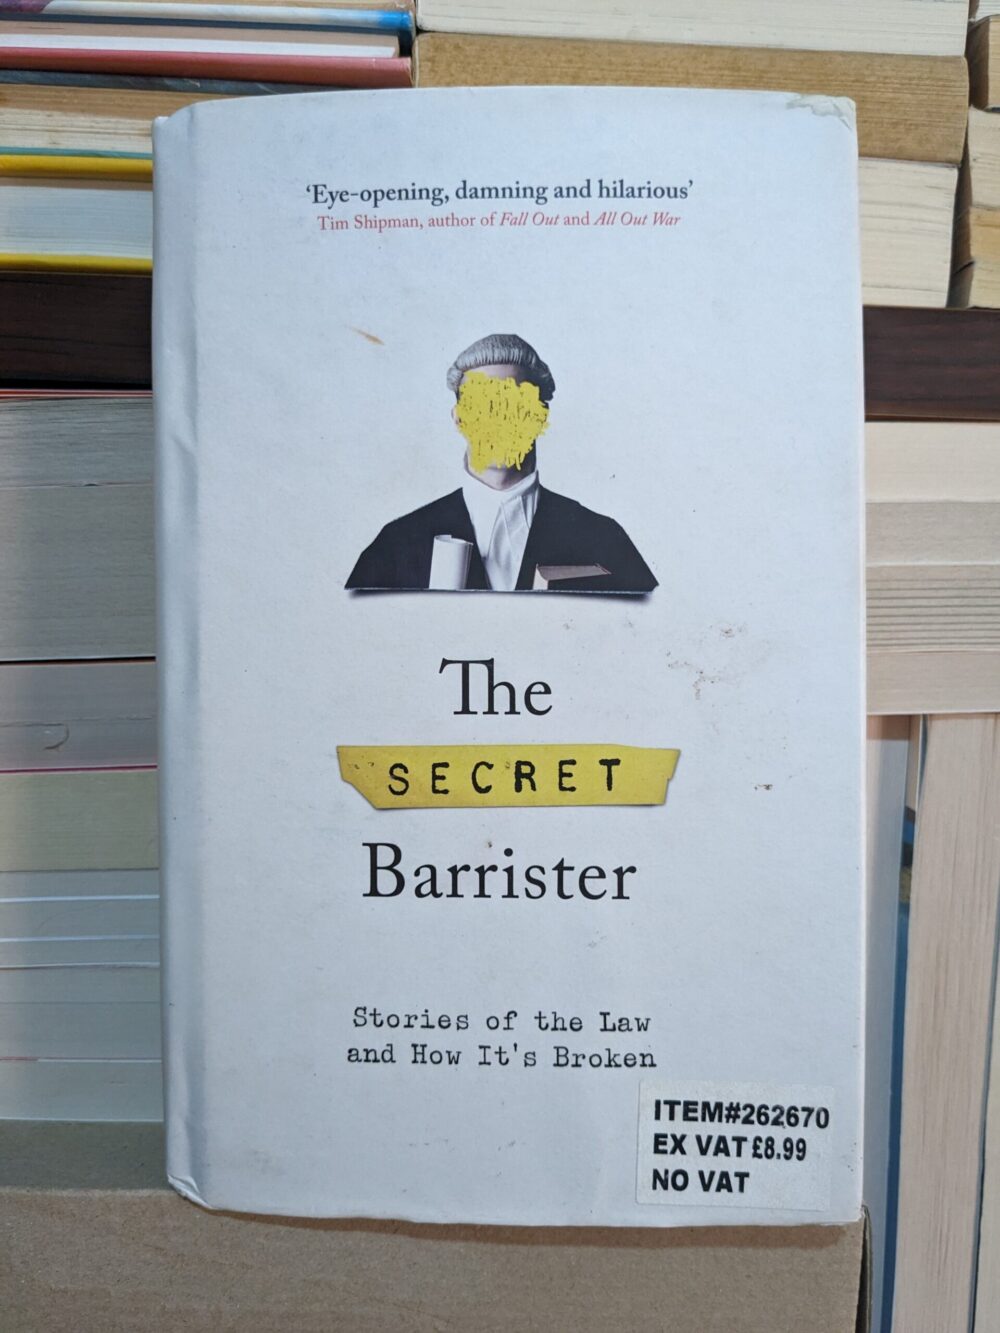 ‘Eye-opening, damning and hilarious’
Tim Shipman, author of Fall Out and All Out War
The
SECRET
Barrister
Stories of the Law
and How It's Broken
ITEM#262670
EX VAT £8.99
NO VAT